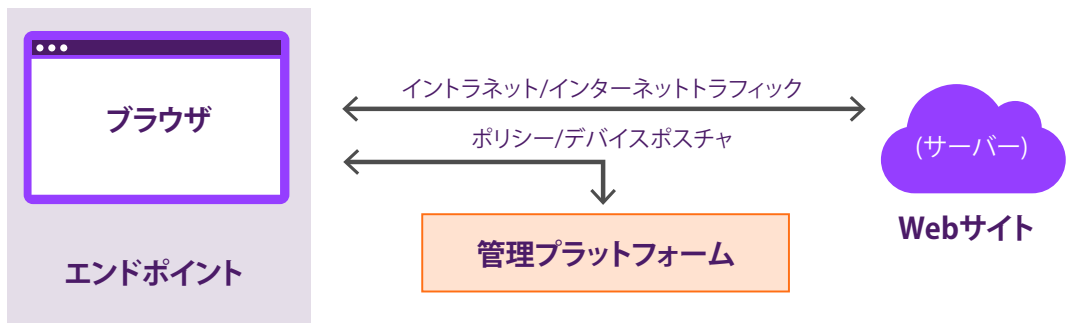 ブラウザ
エンドポイント
イントラネット/インターネットトラフィック
ポリシー/デバイスポスチャ
管理プラットフォーム
(サーバー)
Webサイト